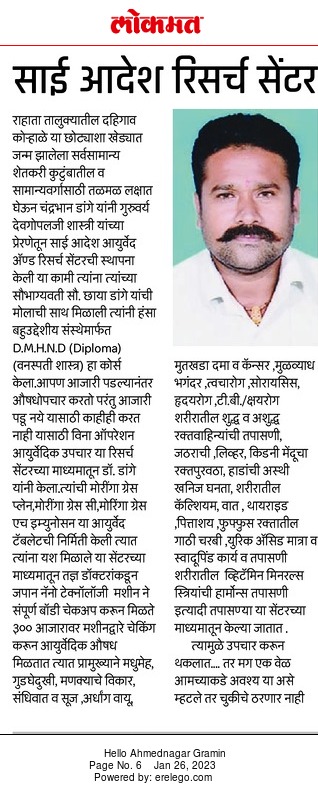 लोकमत
साई आदेश रिसर्च सेंटर
राहाता तालुक्यातील दहिगाव
कोऱ्हाळे या छोट्याशा खेड्यात
जन्म झालेला सर्वसामान्य
शेतकरी कुटुंबातील व
सामान्यवर्गासाठी तळमळ लक्षात
घेऊन चंद्रभान डांगे यांनी गुरुवर्य
देवगोपलजी शास्त्री यांच्या
प्रेरणेतून साई आदेश आयुर्वेद
अ‍ॅण्ड रिसर्च सेंटरची स्थापना
केली या कामी त्यांना त्यांच्या
सौभाग्यवती सौ. छाया डांगे यांची
मोलाची साथ मिळाली त्यांनी हंसा
बहुउद्देशीय संस्थेमार्फत
D.M.H.N.D (Diploma)
(वनस्पती शास्त्र) हा कोर्स
केला.आपण आजारी पडल्यानंतर
औषधोपचार करतो परंतु आजारी
पडू नये यासाठी काहीही करत
नाही यासाठी विना ऑपरेशन
आयुर्वेदिक उपचार या रिसर्च
सेंटरच्या माध्यमातून डॉ. डांगे
यांनी केला.त्यांची मोरींगा ग्रेस
प्लेन,मोरींगा ग्रेस सी,मोरिंगा ग्रेस
एच इम्युनोसन या आयुर्वेद
टॅबलेटची निर्मिती केली त्यात
त्यांना यश मिळाले या सेंटरच्या
माध्यमातून तज्ञ डॉक्टरांकडून
जपान नॅनो टेक्नॉलॉजी मशीन ने
संपूर्ण बॉडी चेकअप करून मिळते
३०० आजारावर मशीनद्वारे चेकिंग
करून आयुर्वेदिक औषध
मिळतात त्यात प्रामुख्याने मधुमेह,
गुडघेदुखी, मणक्याचे विकार,
संधिवात व सूज ,अर्धांग वायू,
मुतखडा दमा व कॅन्सर ,मुळव्याध
भगंदर ,त्वचारोग ,सोरायसिस,
हृदयरोग ,टी.बी./क्षयरोग
शरीरातील शुद्ध व अशुद्ध
रक्तवाहिन्यांची तपासणी,
जठराची ,लिव्हर, किडनी मेंदूचा
रक्तपुरवठा, हाडांची अस्थी
खनिज घनता, शरीरातील
कॅल्शियम, वात , थायराइड
,पित्ताशय ,फुफ्फुस रक्तातील
गाठी चरबी ,युरिक अ‍ॅसिड मात्रा व
स्वादूपिंड कार्य व तपासणी
शरीरातील व्हिटॅमिन मिनरल्स
स्त्रियांची हार्मोन्स तपासणी
इत्यादी तपासण्या या सेंटरच्या
माध्यमातून केल्या जातात .
त्यामुळे उपचार करून
थकलात.... तर मग एक वेळ
आमच्याकडे अवश्य या असे
म्हटले तर चुकीचे ठरणार नाही
Hello Ahmednagar Gramin
Page No. 6 Jan 26, 2023
Powered by: erelego.com